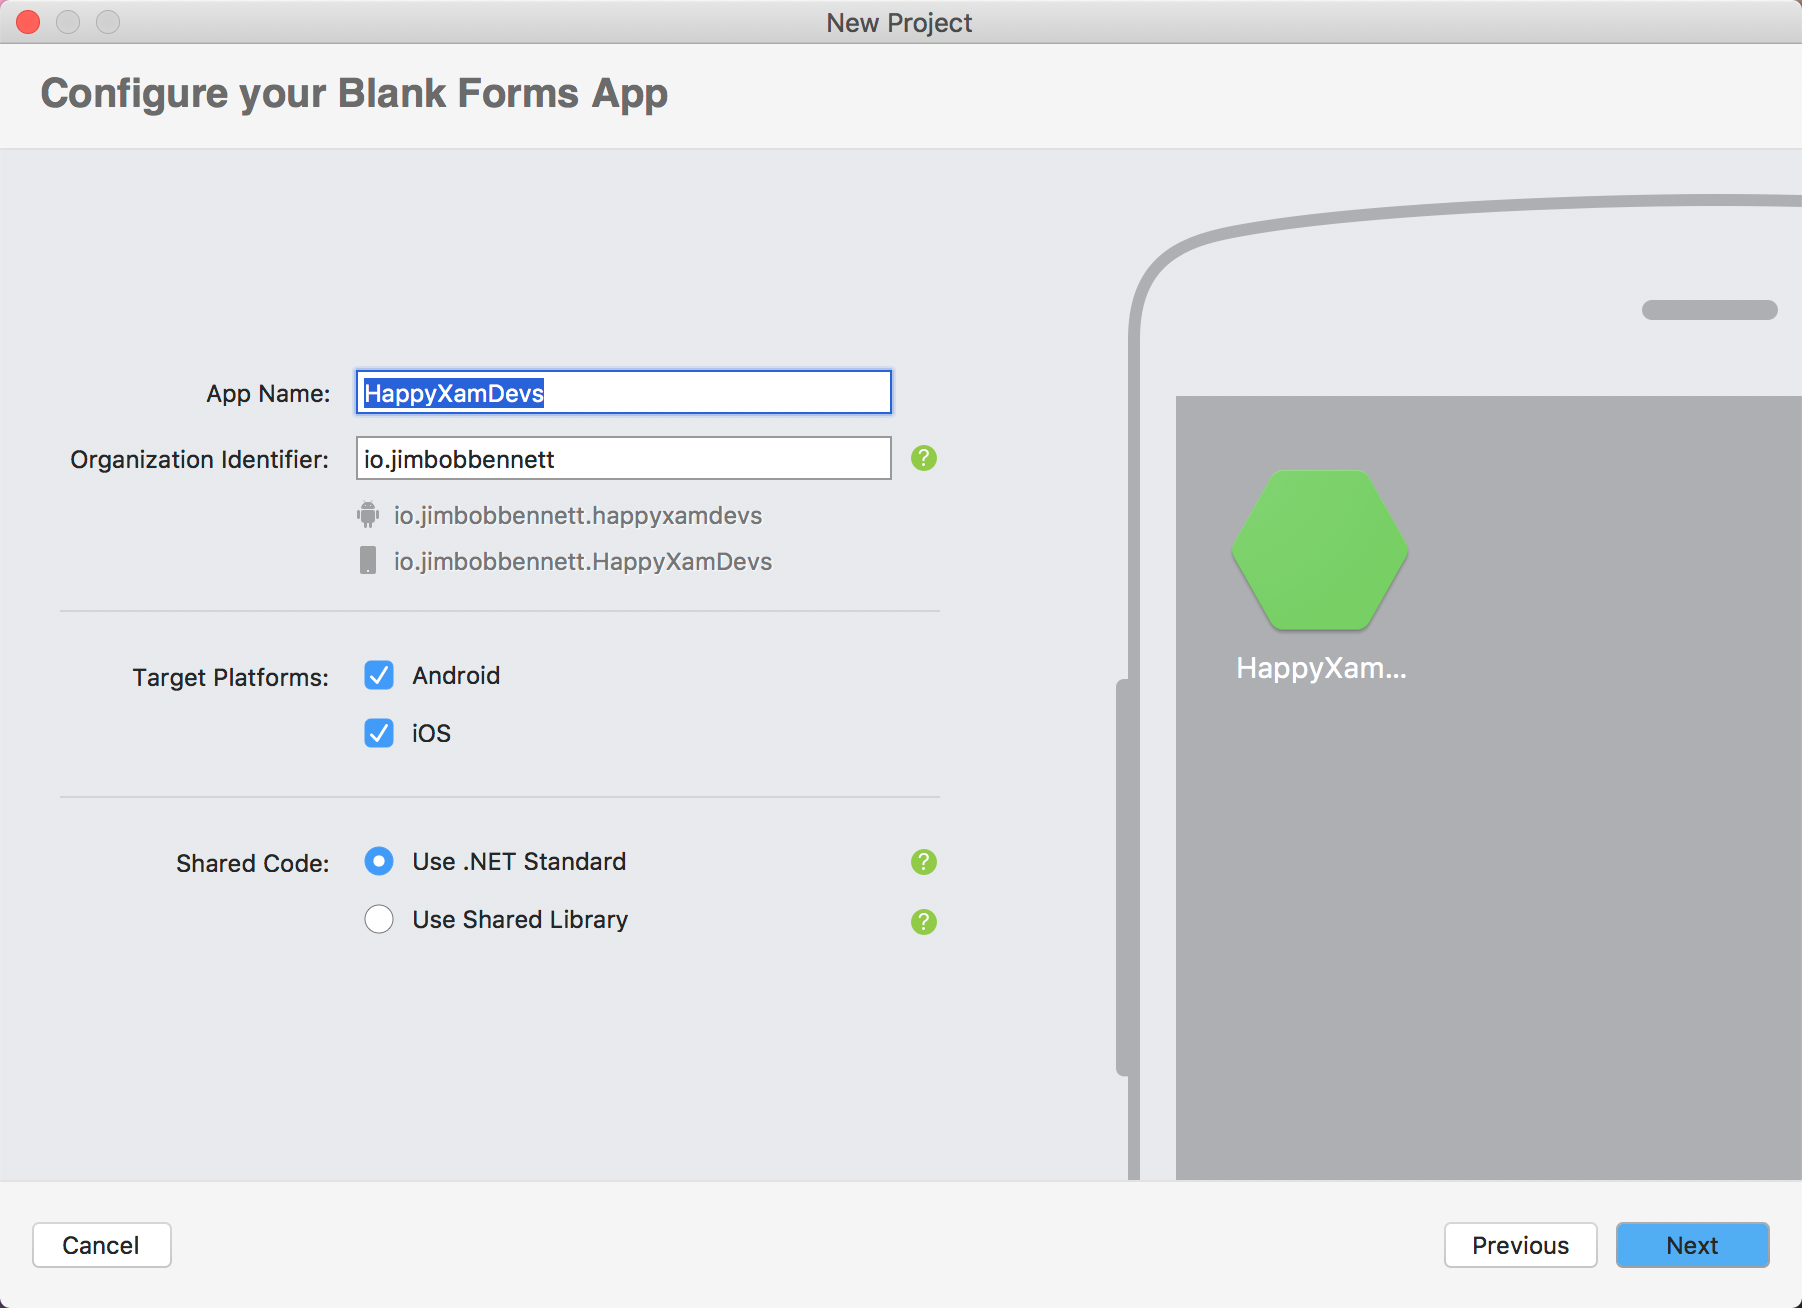 New Project
Configure your Blank Forms App
App Name: HappyXamDevs
Organization Identifier: io.jimbobbennett ?
io.jimbobbennett.happyxamdevs
io.jimbobbennett.HappyXamDevs
Target Platforms: Android
iOS
Shared Code: Use .NET Standard ?
Use Shared Library ?
HappyXam...
Cancel Previous Next